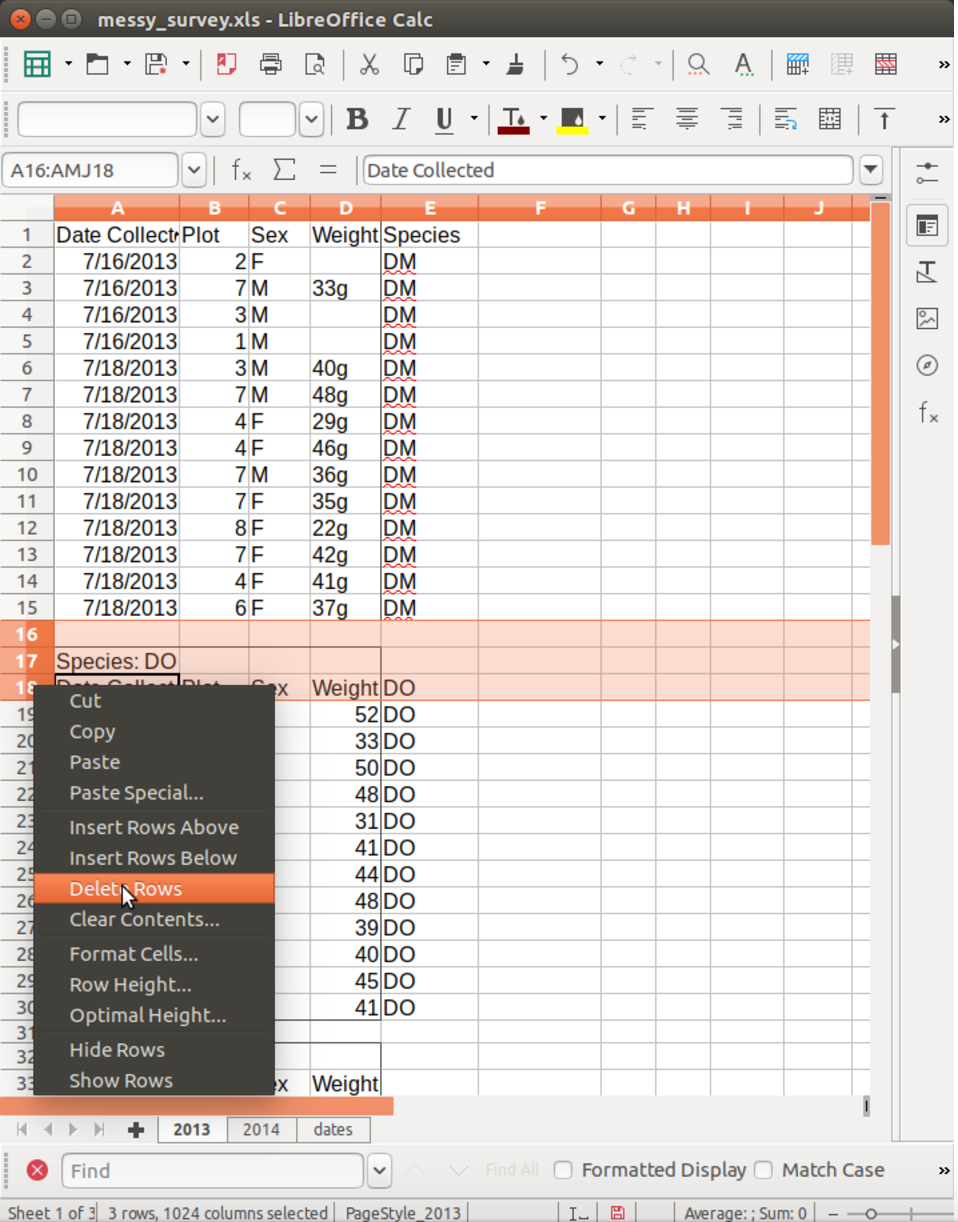 messy_survey.xls - LibreOffice Calc
A16:AMJ18 Date Collected
A B C D E F G H I J
1 Date Collect Plot Sex Weight Species
2 7/16/2013 2 F DM
3 7/16/2013 7 M 33g DM
4 7/16/2013 3 M DM
5 7/16/2013 1 M DM
6 7/18/2013 3 M 40g DM
7 7/18/2013 7 M 48g DM
8 7/18/2013 4 F 29g DM
9 7/18/2013 4 F 46g DM
10 7/18/2013 7 M 36g DM
11 7/18/2013 7 F 35g DM
12 7/18/2013 8 F 22g DM
13 7/18/2013 7 F 42g DM
14 7/18/2013 4 F 41g DM
15 7/18/2013 6 F 37g DM
16
17 Species: DO
18 Date Collect Plot Sex Weight DO
19 52 DO
20 33 DO
21 50 DO
22 48 DO
23 31 DO
24 41 DO
25 44 DO
26 48 DO
27 39 DO
28 40 DO
29 45 DO
30 41 DO
31
32
33 ex Weight
Cut
Copy
Paste
Paste Special...
Insert Rows Above
Insert Rows Below
Delete Rows
Clear Contents...
Format Cells...
Row Height...
Optimal Height...
Hide Rows
Show Rows
2013 2014 dates
Find Find All Formatted Display Match Case
Sheet 1 of 3 3 rows, 1024 columns selected PageStyle_2013 Average: ; Sum: 0